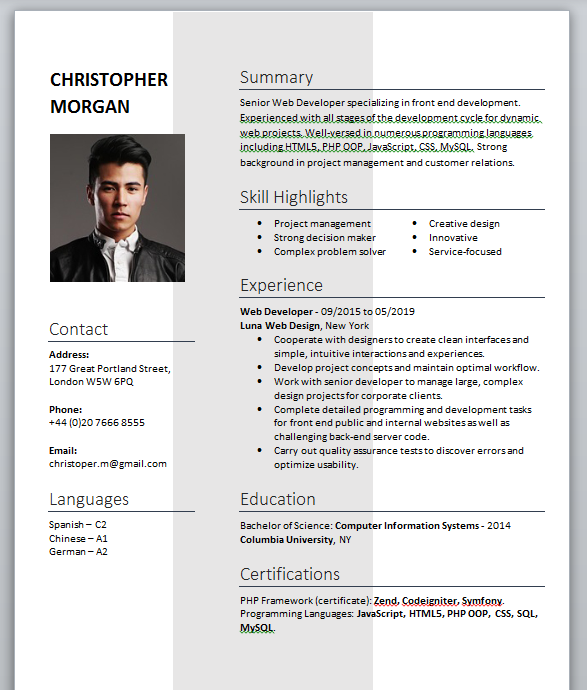 CHRISTOPHER
MORGAN
Contact
Address:
177 Great Portland Street,
London W5W 6PQ
Phone:
+44 (0)20 7666 8555
Email:
christoper.m@gmail.com
Languages
Spanish – C2
Chinese – A1
German – A2
Summary
Senior Web Developer specializing in front end development.
Experienced with all stages of the development cycle for dynamic
web projects. Well-versed in numerous programming languages
including HTML5, PHP OOP, JavaScript, CSS, MySQL. Strong
background in project management and customer relations.
Skill Highlights
• Project management
• Strong decision maker
• Complex problem solver
• Creative design
• Innovative
• Service-focused
Experience
Web Developer - 09/2015 to 05/2019
Luna Web Design, New York
• Cooperate with designers to create clean interfaces and
simple, intuitive interactions and experiences.
• Develop project concepts and maintain optimal workflow.
• Work with senior developer to manage large, complex
design projects for corporate clients.
• Complete detailed programming and development tasks
for front end public and internal websites as well as
challenging back-end server code.
• Carry out quality assurance tests to discover errors and
optimize usability.
Education
Bachelor of Science: Computer Information Systems - 2014
Columbia University, NY
Certifications
PHP Framework (certificate): Zend, Codeigniter, Symfony.
Programming Languages: JavaScript, HTML5, PHP OOP, CSS, SQL,
MySQL.